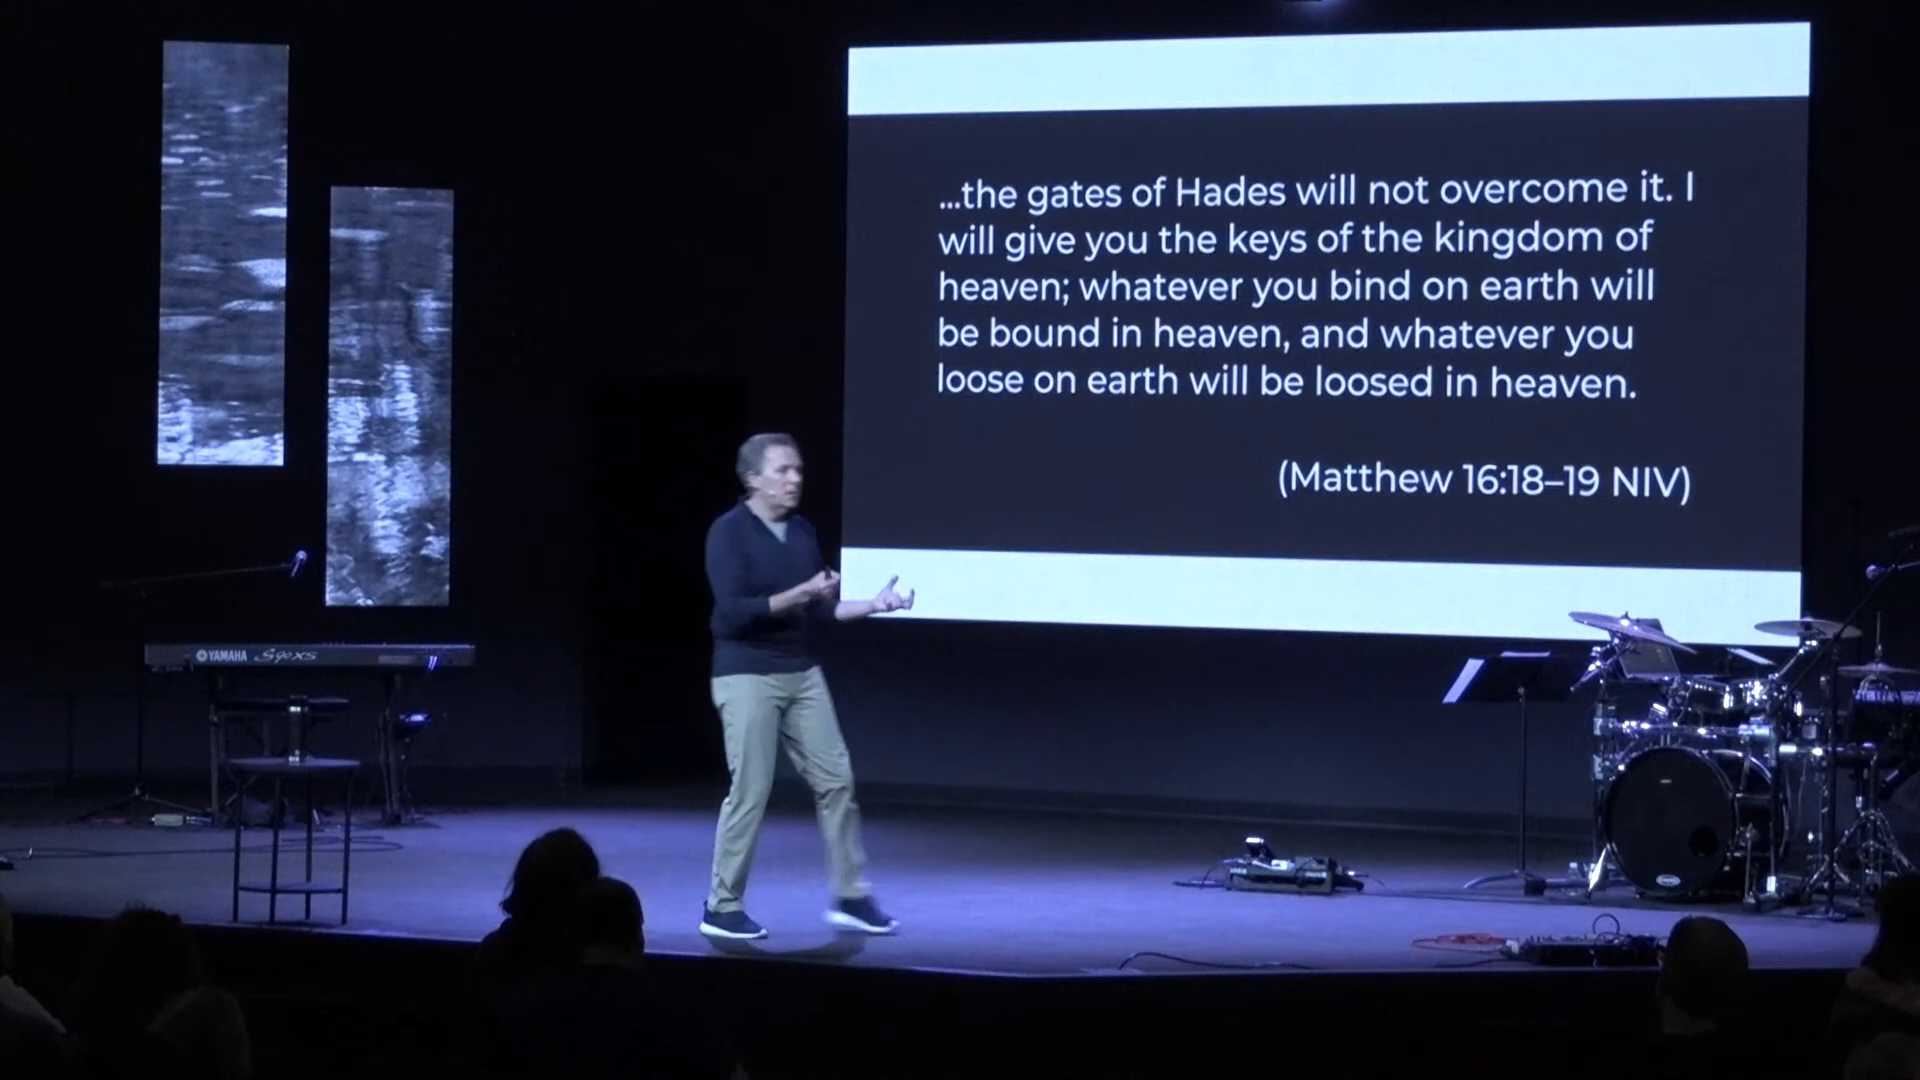 ...the gates of Hades will not overcome it. I
will give you the keys of the kingdom of
heaven; whatever you bind on earth will
be bound in heaven, and whatever you
loose on earth will be loosed in heaven.
(Matthew 16:18–19 NIV)
YAMAHA S90XS